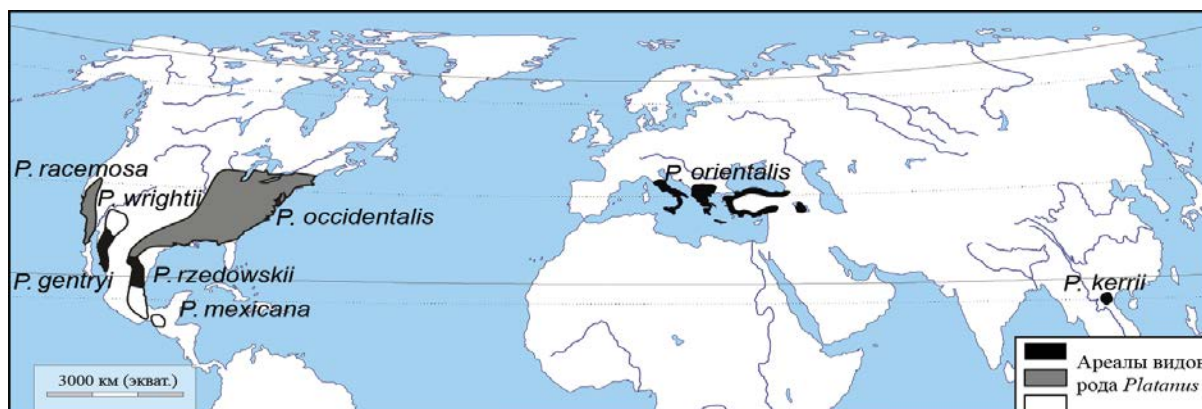 P. racemosa
P. wrightii
P. orientalis
P. occidentalis
P. gentryi
P. rzedowskii
P. kerrii
P. mexicana
3000 км (экват.)
Ареалы видов
рода Platanus